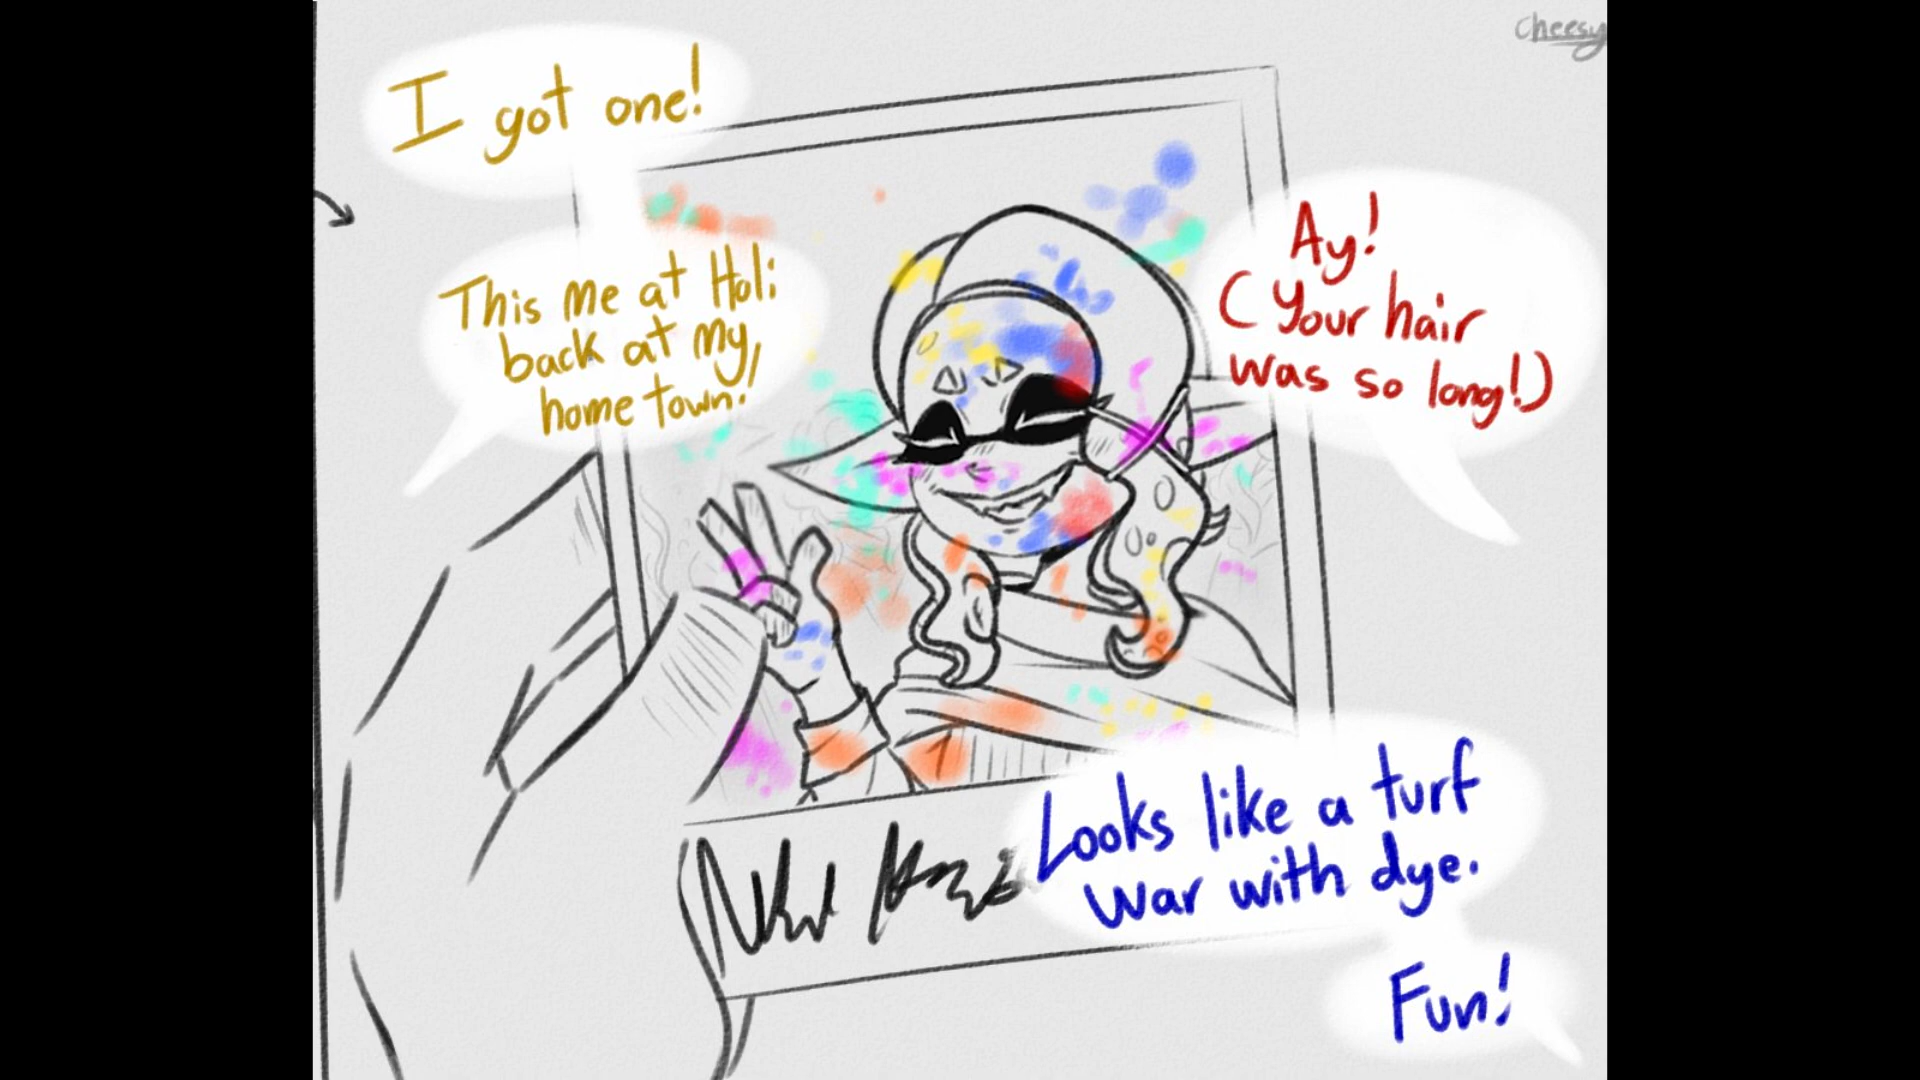 cheesy
I got one!
This me at Holi
back at my
home town!
Ay!
(Your hair
was so long!)
Looks like a turf
war with dye.
Fun!